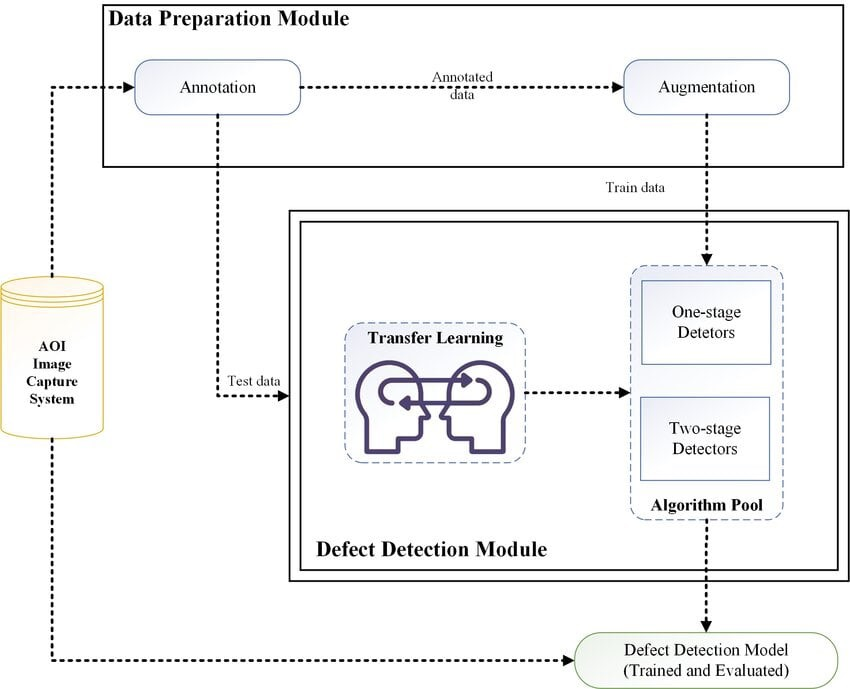 Data Preparation Module
Annotation
Annotated
data
Augmentation
Train data
AOI
Image
Capture
System
Test data
Transfer Learning
One-stage
Detetors
Two-stage
Detectors
Algorithm Pool
Defect Detection Module
Defect Detection Model
(Trained and Evaluated)